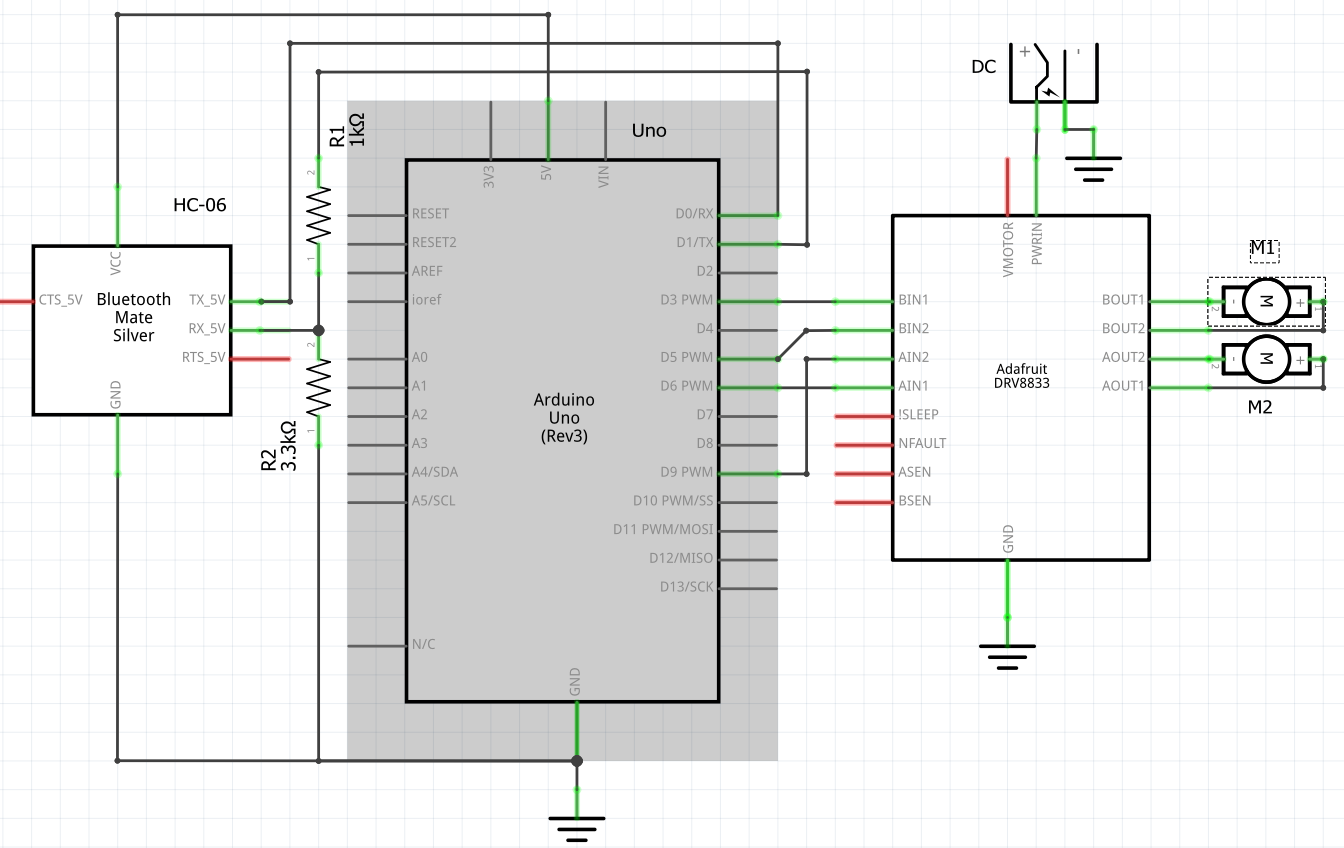 DC
+ -
R1
1kΩ
Uno
3V3
5V
VIN
2
HC-06
VCC
RESET
D0/RX
VMOTOR
PWRIN
M1
RESET2
D1/TX
1
AREF
D2
CTS_5V
Bluetooth
Mate
Silver
TX_5V
ioref
D3 PWM
BIN1
BOUT1
2 - M + 1
RX_5V
D4
BIN2
BOUT2
2
RTS_5V
A0
D5 PWM
AIN2
AOUT2
2 - M + 1
Adafruit
DRV8833
GND
A1
D6 PWM
AIN1
AOUT1
Arduino
Uno
(Rev3)
M2
A2
D7
!SLEEP
1
R2
3.3kΩ
A3
D8
NFAULT
A4/SDA
D9 PWM
ASEN
A5/SCL
D10 PWM/SS
BSEN
D11 PWM/MOSI
GND
D12/MISO
D13/SCK
N/C
GND